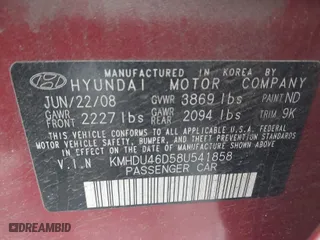 MANUFACTURED IN KOREA BY
HYUNDAI MOTOR COMPANY
JUN/22/08 GVWR 3869 lbs PAINT ND
GAWR FRONT 2227 lbs GAWR REAR 2094 lbs TRIM 9K
THIS VEHICLE CONFORMS TO ALL APPLICABLE FEDERAL
MOTOR VEHICLE SAFETY, BUMPER, AND THEFT
PREVENTION STANDARDS IN EFFECT ON THE DATE OF
MANUFACTURE SHOWN ABOVE.
V.I.N KMHDU46D58U541858
PASSENGER CAR